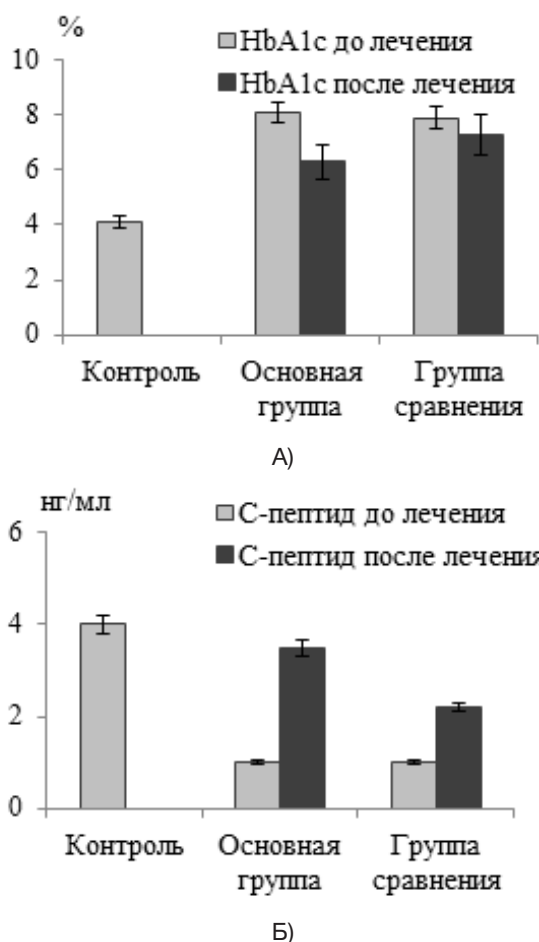 %
HbA1c до лечения
HbA1c после лечения
10
8
6
4
2
0
Контроль
Основная группа
Группа сравнения
А)
нг/мл
С-пептид до лечения
С-пептид после лечения
6
4
2
0
Контроль
Основная группа
Группа сравнения
Б)